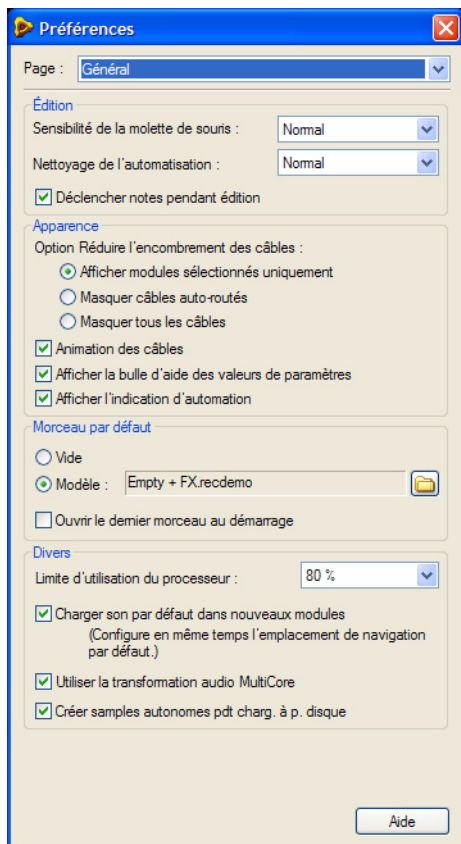 Préférences
Page : Général
Édition
Sensibilité de la molette de souris : Normal
Nettoyage de l'automatisation : Normal
Déclencher notes pendant édition
Apparence
Option Réduire l'encombrement des câbles :
Afficher modules sélectionnés uniquement
Masquer câbles auto-routés
Masquer tous les câbles
Animation des câbles
Afficher la bulle d'aide des valeurs de paramètres
Afficher l'indication d'automation
Morceau par défaut
Vide
Modèle : Empty + FX.recdemo
Ouvrir le dernier morceau au démarrage
Divers
Limite d'utilisation du processeur : 80 %
Charger son par défaut dans nouveaux modules
(Configure en même temps l'emplacement de navigation
par défaut.)
Utiliser la transformation audio MultiCore
Créer samples autonomes pdt charg. à p. disque
Aide